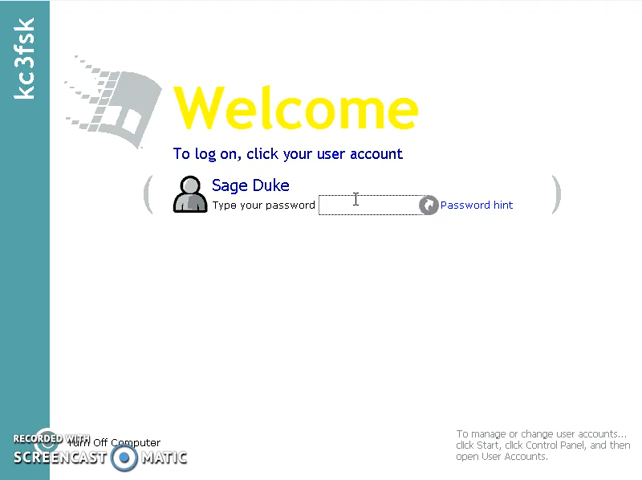 kc3fsk
Welcome
To log on, click your user account
Sage Duke
Type your password
Password hint
Turn Off Computer
RECORDED WITH
SCREENCAST MATIC
To manage or change user accounts...
click Start, click Control Panel, and then
open User Accounts.